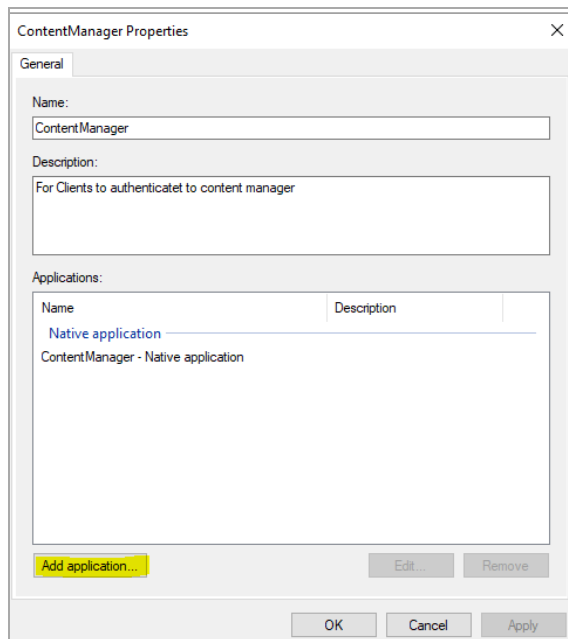 ContentManager Properties
General
Name:
ContentManager
Description:
For Clients to authenticatet to content manager
Applications:
Name Description
Native application
ContentManager - Native application
Add application... Edit... Remove
OK Cancel Apply